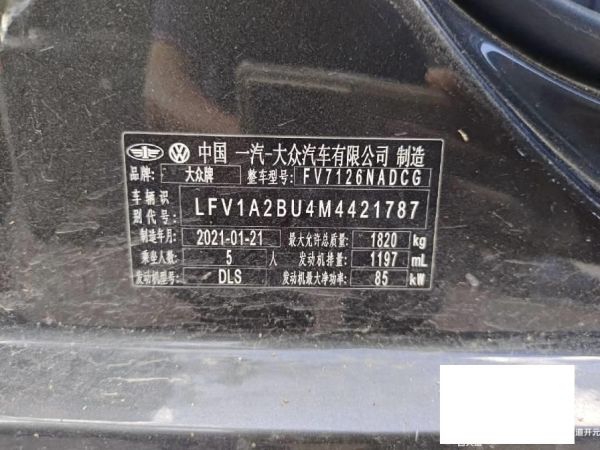 中国 一汽-大众汽车有限公司 制造
品牌: 大众牌 整车型号: FV7126NADCG
车辆识别代号: LFV1A2BU4M4421787
制造年月: 2021-01-21 最大允许总质量: 1820 kg
乘坐人数: 5 人 发动机排量: 1197 mL
发动机型号: DLS 发动机最大净功率: 85 kW
道开元